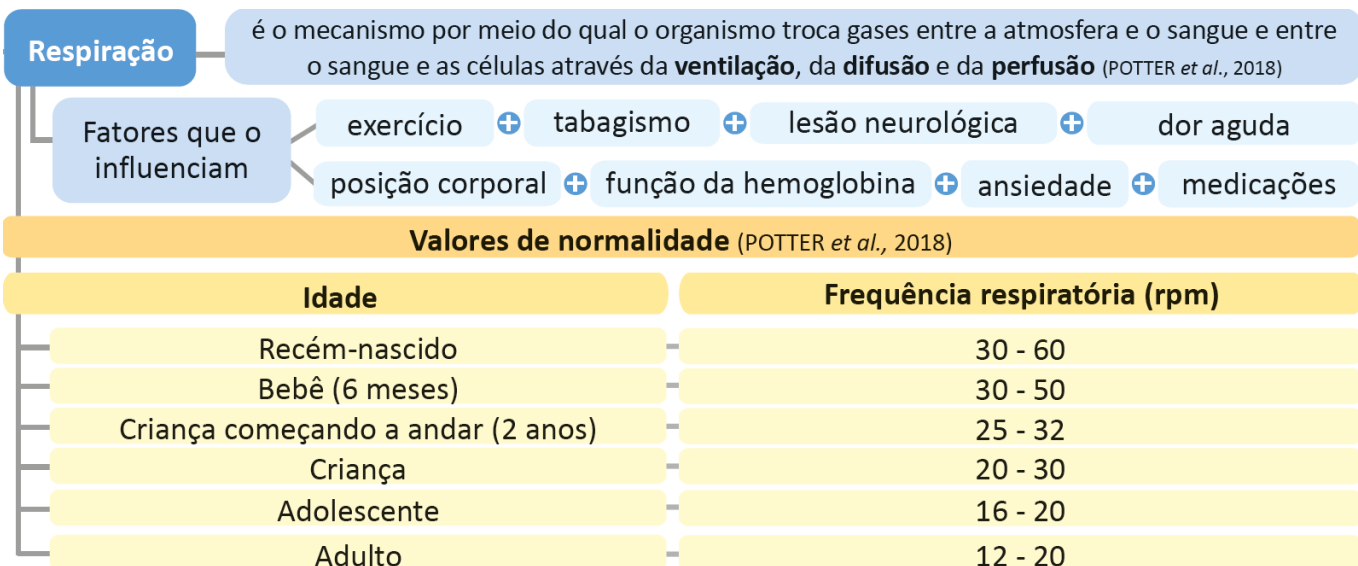 Respiração
é o mecanismo por meio do qual o organismo troca gases entre a atmosfera e o sangue e entre
o sangue e as células através da ventilação, da difusão e da perfusão (POTTER et al., 2018)
Fatores que o
influenciam
exercício + tabagismo + lesão neurológica + dor aguda
posição corporal + função da hemoglobina + ansiedade + medicações
Valores de normalidade (POTTER et al., 2018)
Idade Frequência respiratória (rpm)
Recém-nascido 30 - 60
Bebê (6 meses) 30 - 50
Criança começando a andar (2 anos) 25 - 32
Criança 20 - 30
Adolescente 16 - 20
Adulto 12 - 20